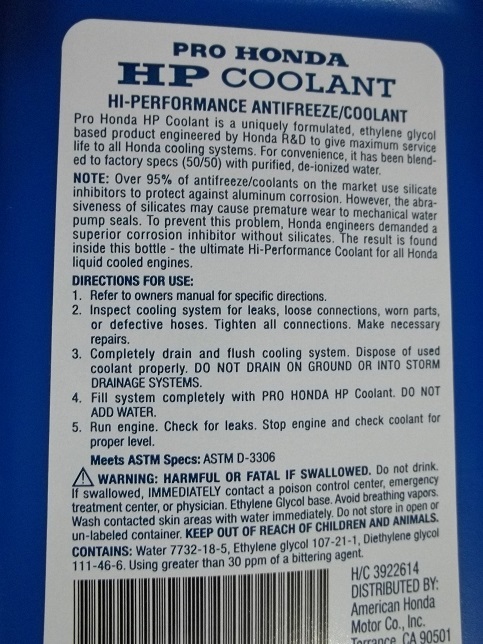 PRO HONDA
HP COOLANT
HI-PERFORMANCE ANTIFREEZE/COOLANT
Pro Honda HP Coolant is a uniquely formulated, ethylene glycol
based product engineered by Honda R&D to give maximum service
life to all Honda cooling systems. For convenience, it has been blend-
ed to factory specs (50/50) with purified, de-ionized water.
NOTE: Over 95% of antifreeze/coolants on the market use silicate
inhibitors to protect against aluminum corrosion. However, the abra-
siveness of silicates may cause premature wear to mechanical water
pump seals. To prevent this problem, Honda engineers demanded a
superior corrosion inhibitor without silicates. The result is found
inside this bottle - the ultimate Hi-Performance Coolant for all Honda
liquid cooled engines.
DIRECTIONS FOR USE:
1. Refer to owners manual for specific directions.
2. Inspect cooling system for leaks, loose connections, worn parts,
or defective hoses. Tighten all connections. Make necessary
repairs.
3. Completely drain and flush cooling system. Dispose of used
coolant properly. DO NOT DRAIN ON GROUND OR INTO STORM
DRAINAGE SYSTEMS.
4. Fill system completely with PRO HONDA HP Coolant. DO NOT
ADD WATER.
5. Run engine. Check for leaks. Stop engine and check coolant for
proper level.
Meets ASTM Specs: ASTM D-3306
WARNING: HARMFUL OR FATAL IF SWALLOWED. Do not drink.
If swallowed, IMMEDIATELY contact a poison control center, emergency
treatment center, or physician. Ethylene Glycol base. Avoid breathing vapors.
Wash contacted skin areas with water immediately. Do not store in open or
un-labeled container. KEEP OUT OF REACH OF CHILDREN AND ANIMALS.
CONTAINS: Water 7732-18-5, Ethylene glycol 107-21-1, Diethylene glycol
111-46-6. Using greater than 30 ppm of a bittering agent.
H/C 3922614
DISTRIBUTED BY:
American Honda
Motor Co., Inc.
Torrance, CA 90501